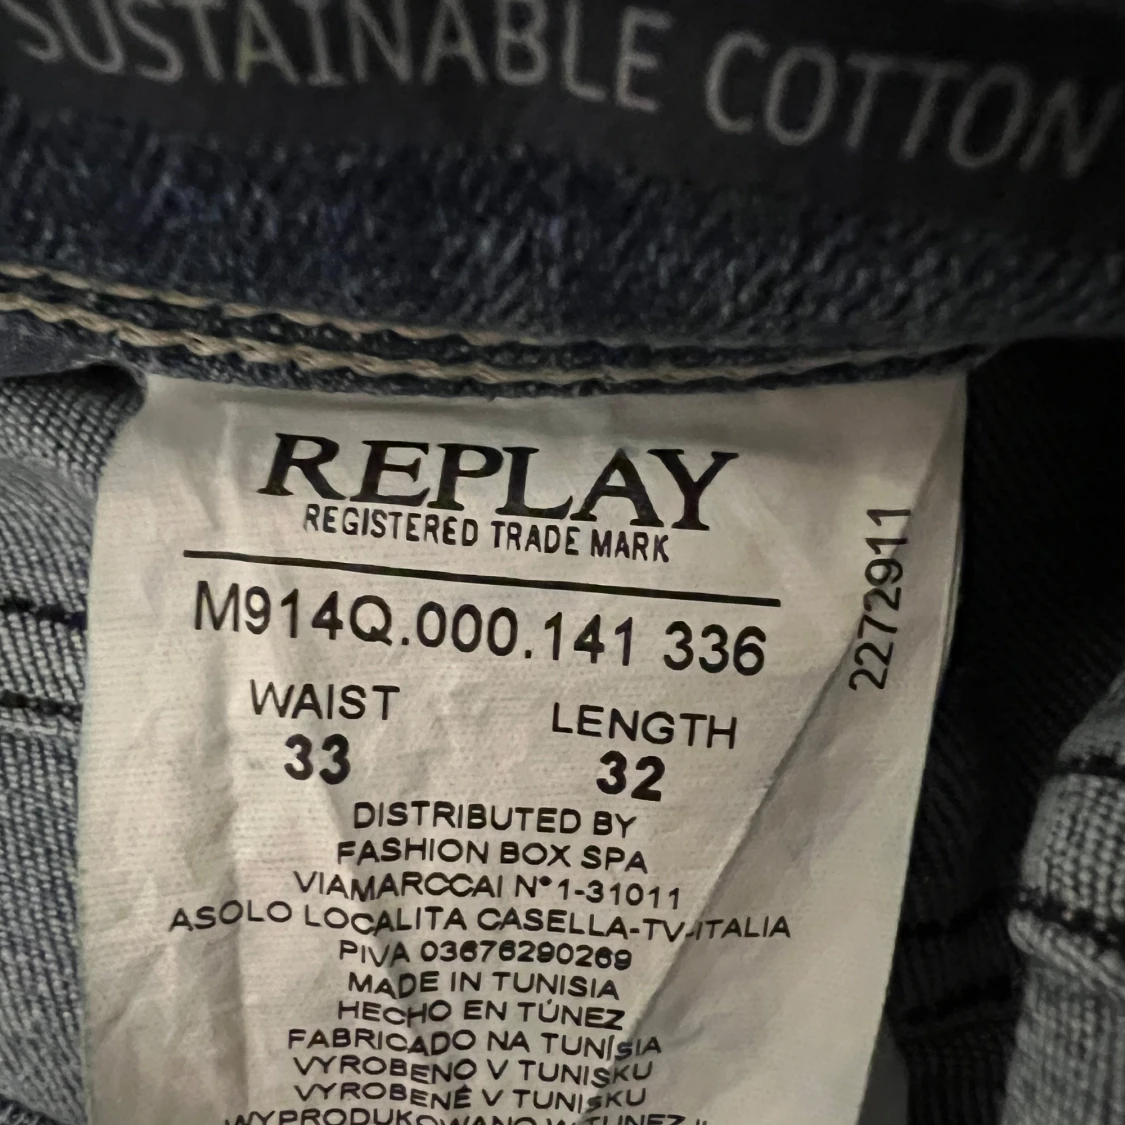 SUSTAINABLE COTTON
REPLAY
REGISTERED TRADE MARK
M914Q.000.141 336
WAIST LENGTH
33 32
2272911
DISTRIBUTED BY
FASHION BOX SPA
VIAMARCCAI N°1-31011
ASOLO LOCALITA CASELLA-TV-ITALIA
PIVA 03676290269
MADE IN TUNISIA
HECHO EN TÚNEZ
FABRICADO NA TUNÍSIA
VYROBENO V TUNISKU
VYROBENÉ V TUNISKU
WYPRODUKOWANO W TUNEZJI